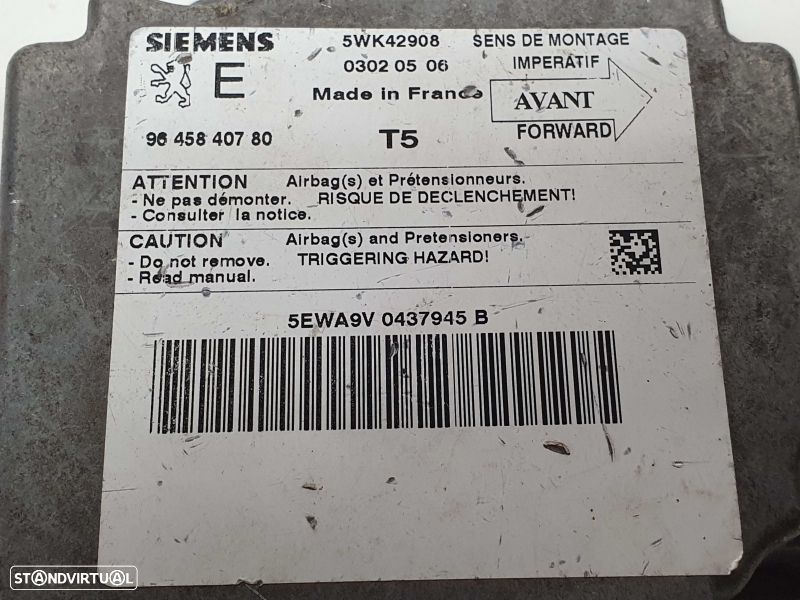 SIEMENS 5WK42908 SENS DE MONTAGE
E 0302 05 06 IMPERATIF
Made in France AVANT
96 458 407 80 T5 FORWARD
ATTENTION Airbag(s) et Prétensionneurs.
- Ne pas démonter. RISQUE DE DECLENCHEMENT!
- Consulter la notice.
CAUTION Airbag(s) and Pretensioners.
- Do not remove. TRIGGERING HAZARD!
- Read manual.
5EWA9V 0437945 B
STANDVIRTUAL